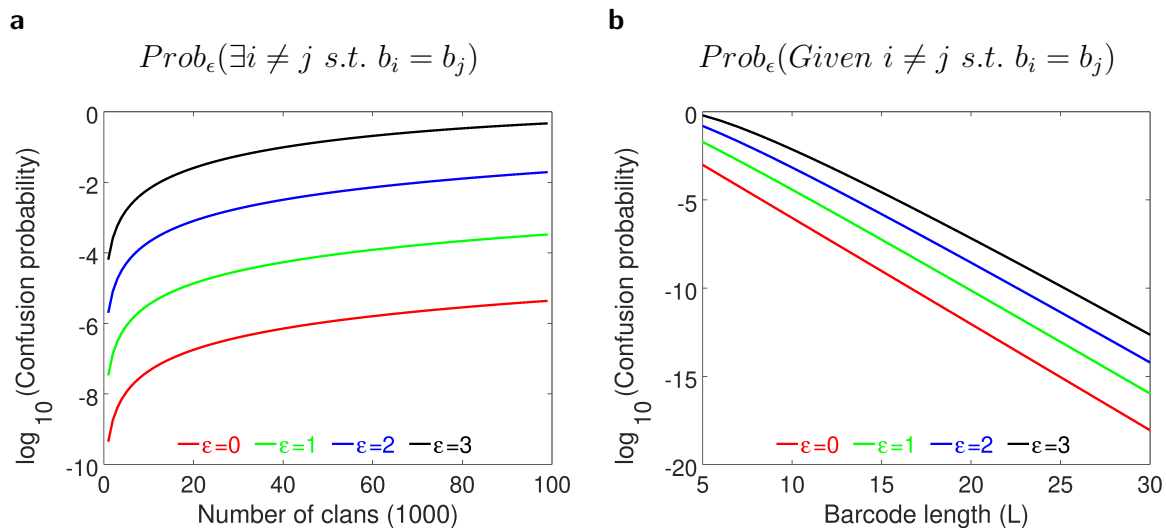 a
Prob_ϵ(∃i ≠ j s.t. b_i = b_j)
0
-2
-4
-6
-8
-10
log_10(Confusion probability)
ε=0 ε=1 ε=2 ε=3
0 20 40 60 80 100
Number of clans (1000)
b
Prob_ϵ(Given i ≠ j s.t. b_i = b_j)
0
-5
-10
-15
-20
log_10(Confusion probability)
ε=0 ε=1 ε=2 ε=3
5 10 15 20 25 30
Barcode length (L)